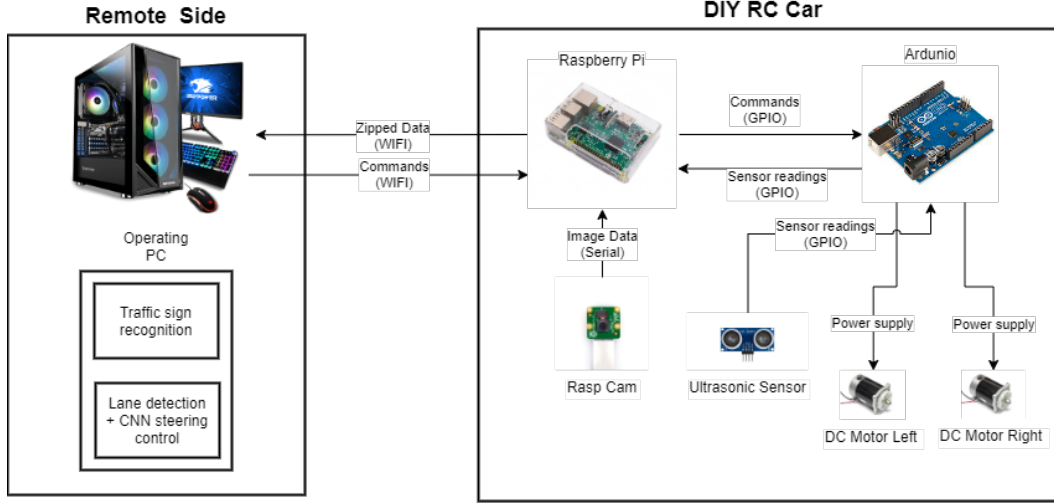 Remote Side
DIY RC Car
Raspberry Pi
Ardunio
Zipped Data
(WIFI)
Commands
(WIFI)
Commands
(GPIO)
Sensor readings
(GPIO)
Sensor readings
(GPIO)
Image Data
(Serial)
Operating
PC
Traffic sign
recognition
Lane detection
+ CNN steering
control
Rasp Cam
Ultrasonic Sensor
Power supply
Power supply
DC Motor Left
DC Motor Right